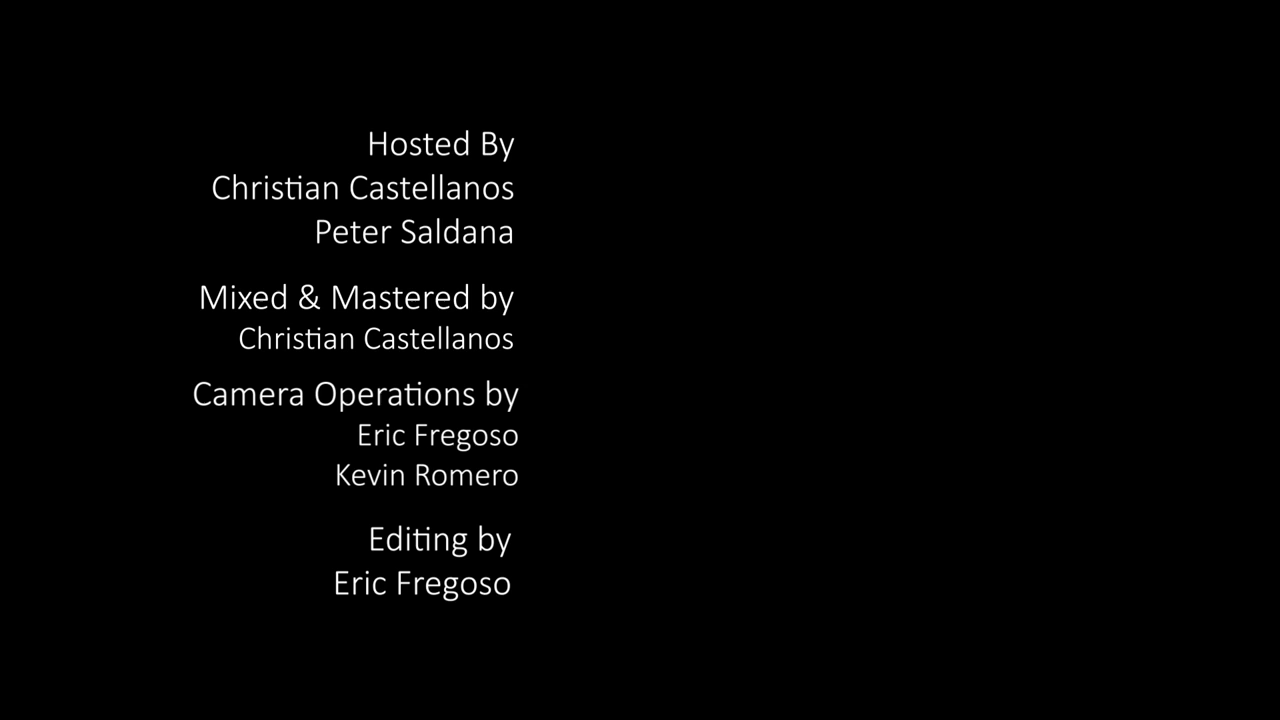 Hosted By
Christian Castellanos
Peter Saldana
Mixed & Mastered by
Christian Castellanos
Camera Operations by
Eric Fregoso
Kevin Romero
Editing by
Eric Fregoso